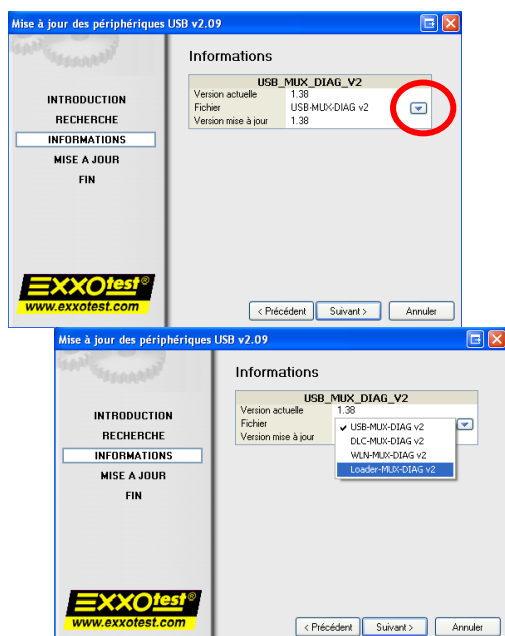 Mise à jour des périphériques USB v2.09
Informations
USB_MUX_DIAG_V2
Version actuelle 1.38
Fichier USB-MUX-DIAG v2
Version mise à jour 1.38
INTRODUCTION
RECHERCHE
INFORMATIONS
MISE A JOUR
FIN
EXXOtest®
www.exxotest.com
< Précédent Suivant > Annuler
Mise à jour des périphériques USB v2.09
Informations
USB_MUX_DIAG_V2
Version actuelle 1.38
Fichier
Version mise à jour
✓ USB-MUX-DIAG v2
DLC-MUX-DIAG v2
WLN-MUX-DIAG v2
Loader-MUX-DIAG v2
INTRODUCTION
RECHERCHE
INFORMATIONS
MISE A JOUR
FIN
EXXOtest®
www.exxotest.com
< Précédent Suivant > Annuler